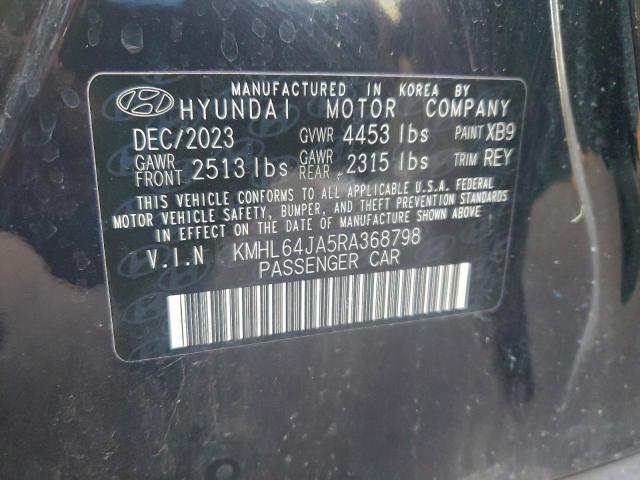 MANUFACTURED IN KOREA BY
HYUNDAI MOTOR COMPANY
DEC/2023 GVWR 4453 lbs PAINT XB9
GAWR FRONT 2513 lbs GAWR REAR 2315 lbs TRIM REY
THIS VEHICLE CONFORMS TO ALL APPLICABLE U.S.A. FEDERAL
MOTOR VEHICLE SAFETY, BUMPER, AND THEFT PREVENTION STANDARDS
IN EFFECT ON THE DATE OF MANUFACTURE SHOWN ABOVE.
V.I.N KMHL64JA5RA368798
PASSENGER CAR